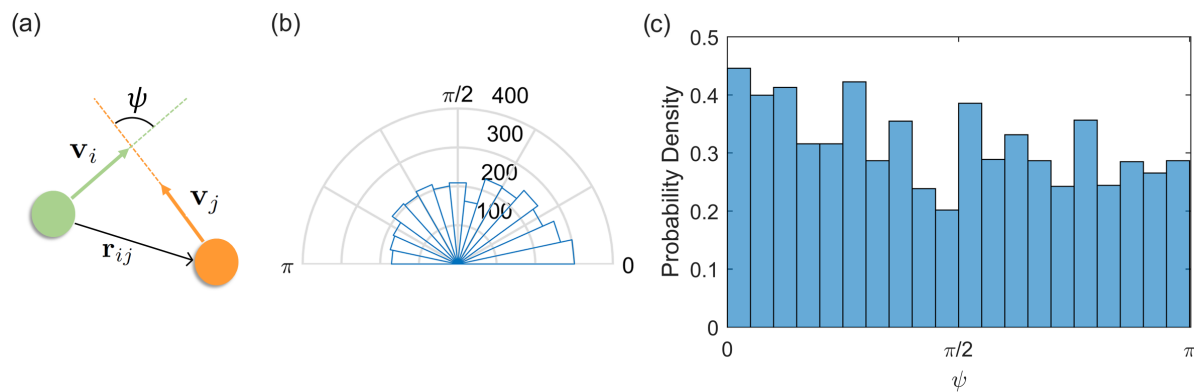 (a)
ψ
v_i
v_j
r_ij
(b)
π/2
400
300
200
100
π
0
(c)
Probability Density
0.5
0.4
0.3
0.2
0.1
0
0
π/2
π
ψ